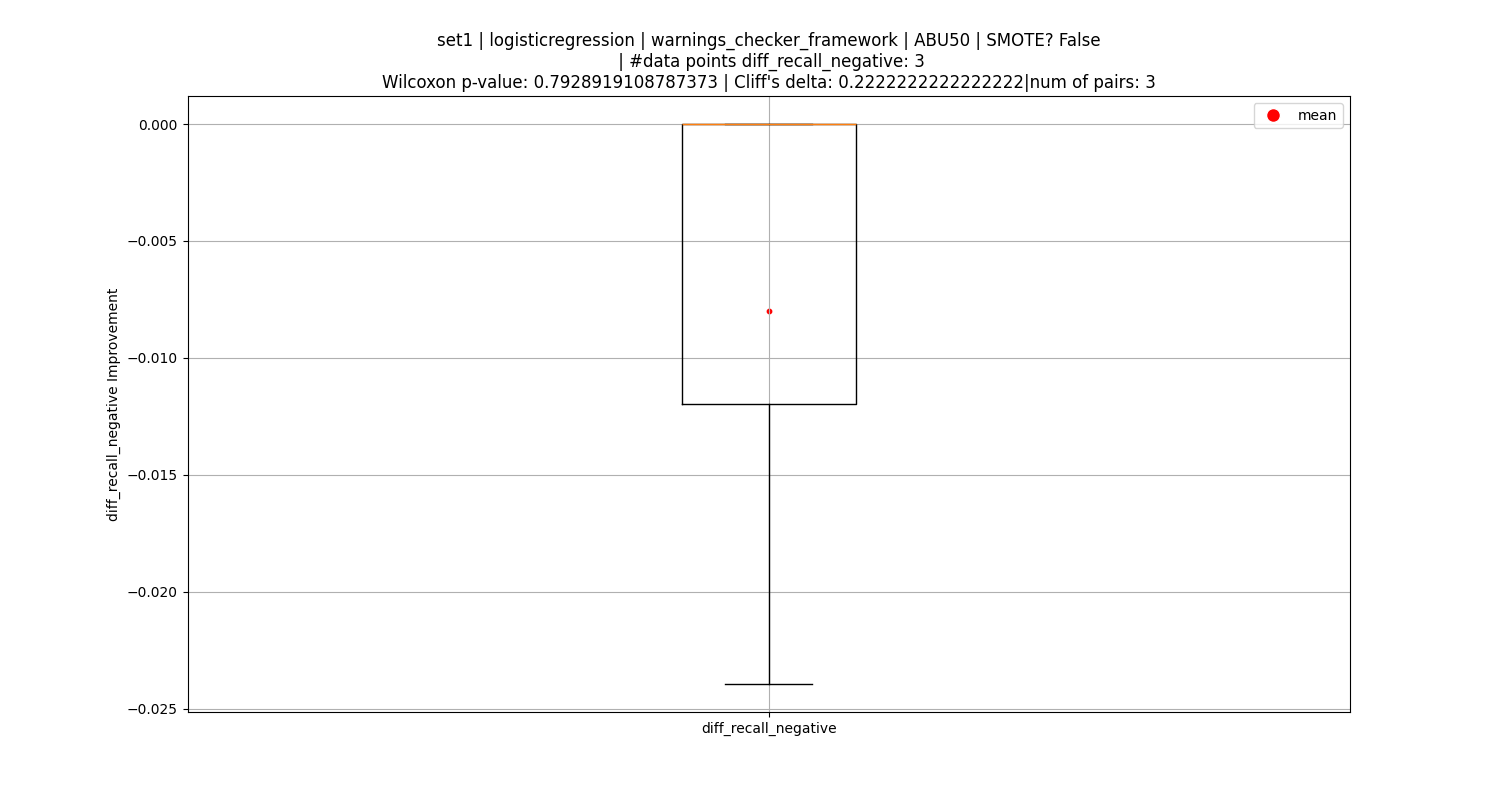 set1 | logisticregression | warnings_checker_framework | ABU50 | SMOTE? False
| #data points diff_recall_negative: 3
Wilcoxon p-value: 0.7928919108787373 | Cliff's delta: 0.2222222222222222|num of pairs: 3
mean
0.000
−0.005
−0.010
−0.015
−0.020
−0.025
diff_recall_negative Improvement
diff_recall_negative